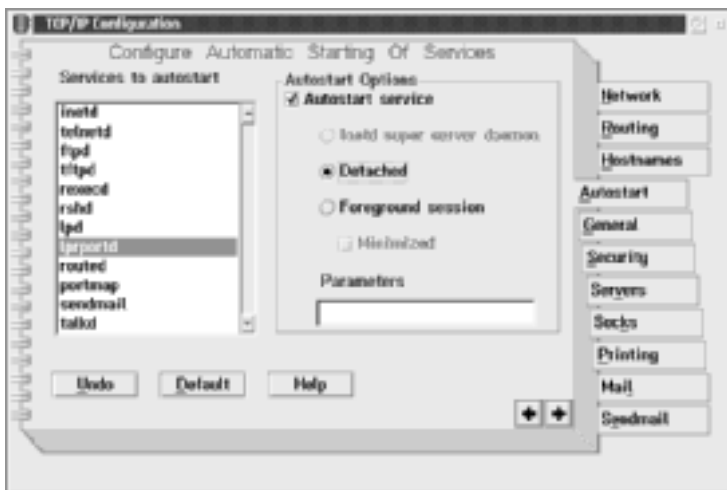 TCP/IP Configuration
Configure Automatic Starting Of Services
Services to autostart
inetd
telnetd
ftpd
tftpd
rexecd
rshd
lpd
lprportd
routed
portmap
sendmail
talkd
Autostart Options
Autostart service
Inetd super server daemon
Detached
Foreground session
Minimized
Parameters
Undo
Default
Help
Network
Routing
Hostnames
Autostart
General
Security
Servers
Socks
Printing
Mail
Sendmail